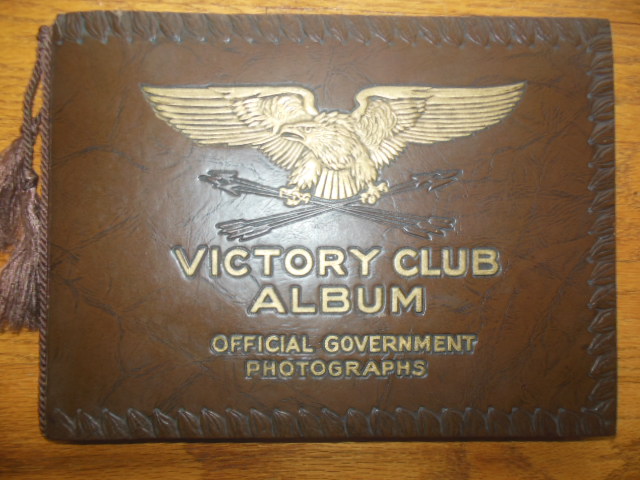 VICTORY CLUB
ALBUM
OFFICIAL GOVERNMENT
PHOTOGRAPHS